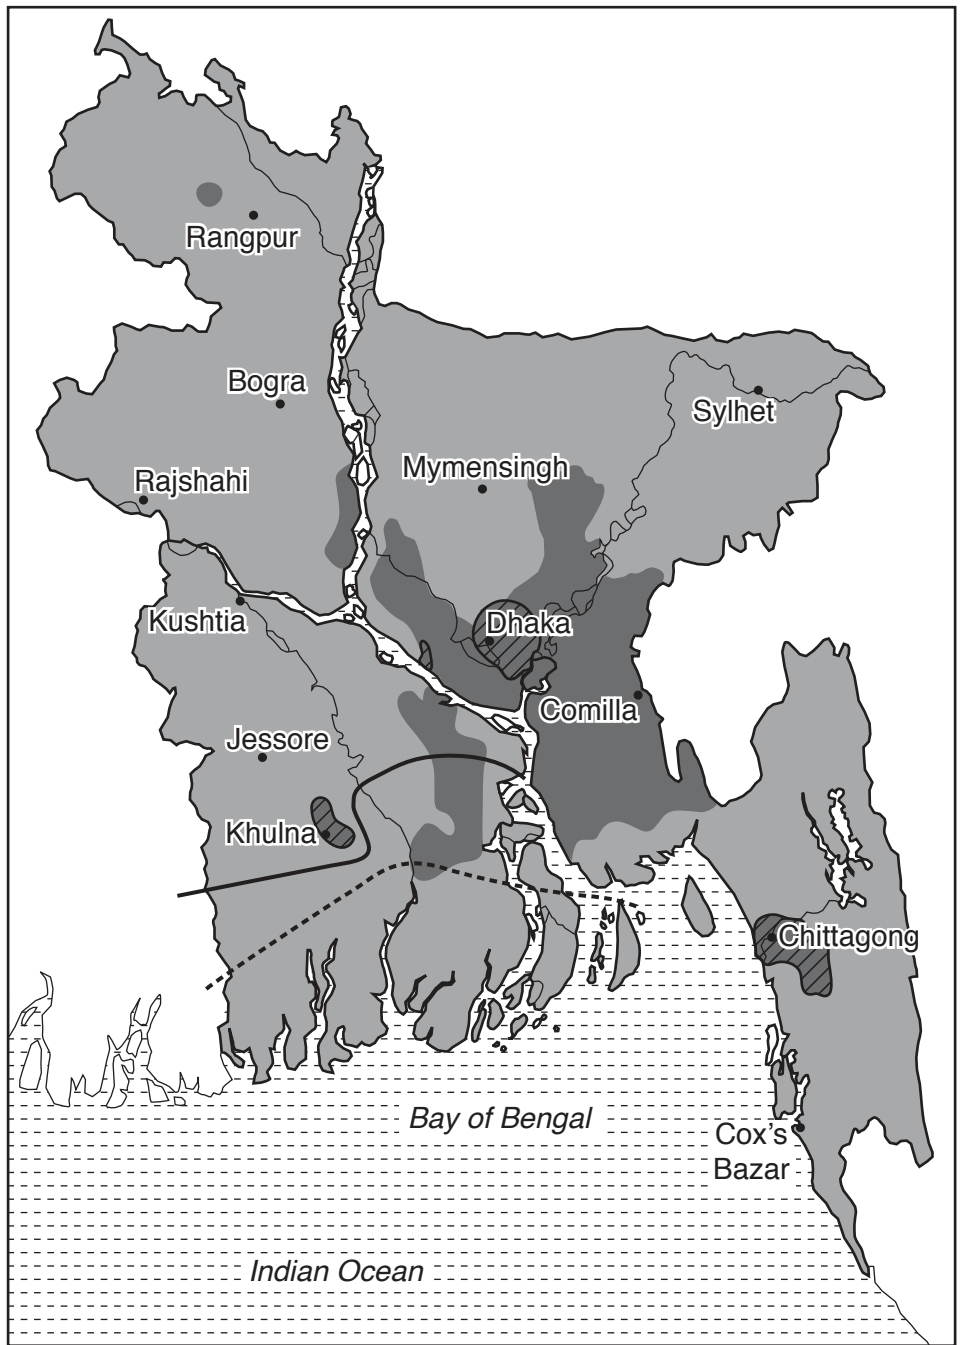 Rangpur
Bogra
Sylhet
Mymensingh
Rajshahi
Kushtia
Dhaka
Comilla
Jessore
Khulna
Chittagong
Bay of Bengal
Cox's
Bazar
Indian Ocean